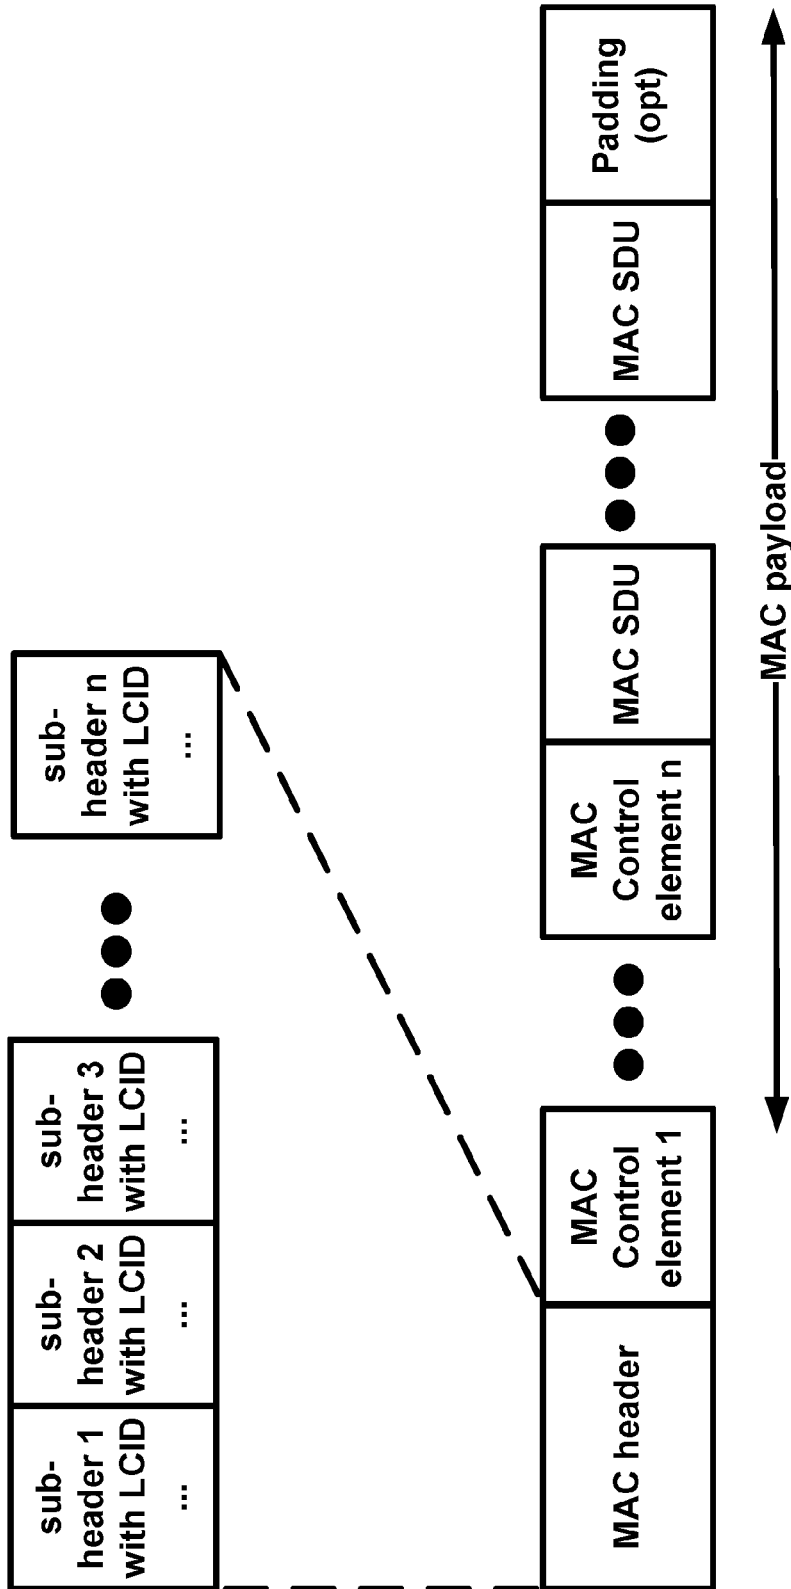 sub-
header 1
with LCID
...
sub-
header 2
with LCID
...
sub-
header 3
with LCID
...
sub-
header n
with LCID
...
MAC header
MAC
Control
element 1
MAC
Control
element n
MAC SDU
MAC SDU
Padding
(opt)
MAC payload